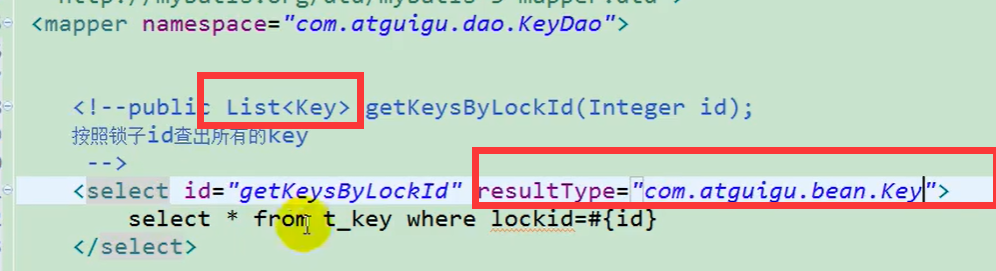 http://mybatis.org/dtd/mybatis-3-mapper.dtd">
<mapper namespace="com.atguigu.dao.KeyDao">
<!--public List<Key> getKeysByLockId(Integer id);
按照锁子id查出所有的key
-->
<select id="getKeysByLockId" resultType="com.atguigu.bean.Key">
select * from t_key where lockid=#{id}
</select>